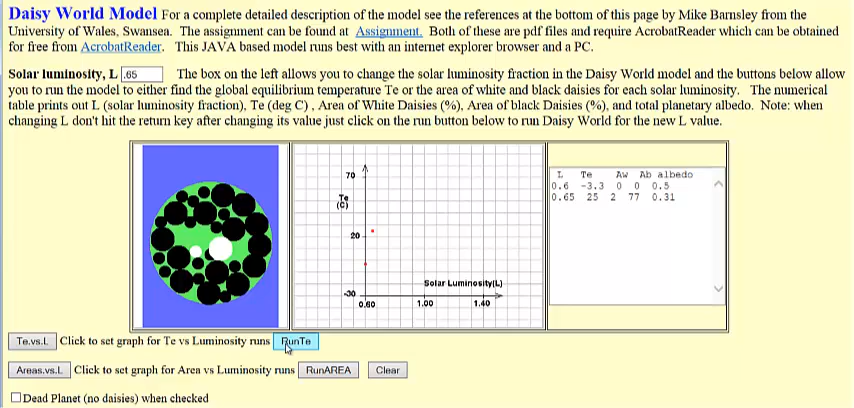 Daisy World Model For a complete detailed description of the model see the references at the bottom of this page by Mike Barnsley from the
University of Wales, Swansea. The assignment can be found at Assignment. Both of these are pdf files and require AcrobatReader which can be obtained
for free from AcrobatReader. This JAVA based model runs best with an internet explorer browser and a PC.
Solar luminosity, L .65 The box on the left allows you to change the solar luminosity fraction in the Daisy World model and the buttons below allow
you to run the model to either find the global equilibrium temperature Te or the area of white and black daisies for each solar luminosity. The numerical
table prints out L (solar luminosity fraction), Te (deg C) , Area of White Daisies (%), Area of black Daisies (%), and total planetary albedo. Note: when
changing L don't hit the return key after changing its value just click on the run button below to run Daisy World for the new L value.
70
Te
(C)
20
-30
Solar Luminosity(L)
0.60 1.00 1.40
L Te Aw Ab albedo
0.6 -3.3 0 0 0.5
0.65 25 2 77 0.31
Te.vs.L Click to set graph for Te vs Luminosity runs RunTe
Areas.vs.L Click to set graph for Area vs Luminosity runs RunAREA Clear
Dead Planet (no daisies) when checked